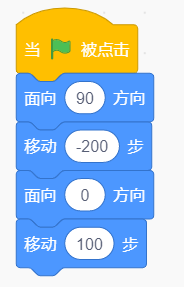 当 被点击
面向 90 方向
移动 -200 步
面向 0 方向
移动 100 步